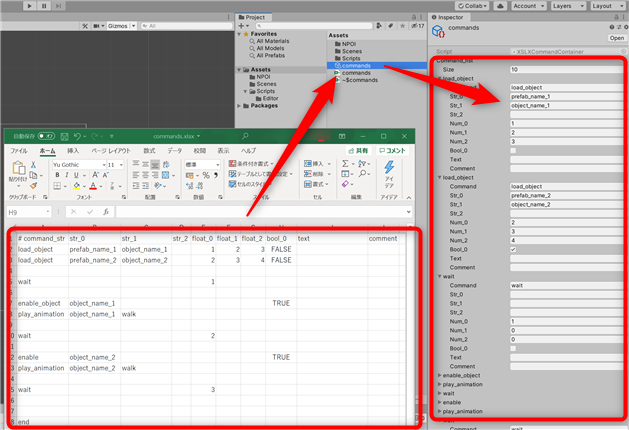 Collab
Account
Layers
Layout
Gizmos
All
Project
17
Favorites
All Materials
All Models
All Prefabs
Assets
NPOI
Scenes
Scripts
Editor
Packages
Assets
NPOI
Scenes
Scripts
commands
commands
~$commands
Inspector
commands
Open
Script XSLXCommandContainer
Command_list
Size 10
load_object
Command load_object
Str_0 prefab_name_1
Str_1 object_name_1
Str_2
Num_0 1
Num_1 2
Num_2 3
Bool_0
Text
Comment
load_object
Command load_object
Str_0 prefab_name_2
Str_1 object_name_2
Str_2
Num_0 2
Num_1 3
Num_2 4
Bool_0
Text
Comment
wait
Command wait
Str_0
Str_1
Str_2
Num_0 1
Num_1 0
Num_2 0
Bool_0
Text
Comment
enable_object
play_animation
wait
enable
play_animation
wait
Command wait
自動保存 オフ commands.xlsx
ファイル ホーム 挿入 ページ レイアウト 数式 データ 校閲 表示 ヘルプ 共有 コメント
貼り付け
クリップボード
Yu Gothic 11
B I U
フォント
配置
標準
数値
条件付き書式
テーブルとして書式設定
セルのスタイル
スタイル
挿入
削除
書式
セル
編集
アイデア
アイデア
H9
# command_str str_0 str_1 str_2 float_0 float_1 float_2 bool_0 text comment
load_object prefab_name_1 object_name_1 1 2 3 FALSE
load_object prefab_name_2 object_name_2 2 3 4 FALSE
wait 1
enable_object object_name_1 TRUE
play_animation object_name_1 walk
wait 2
enable object_name_2 TRUE
play_animation object_name_2 walk
wait 3
end